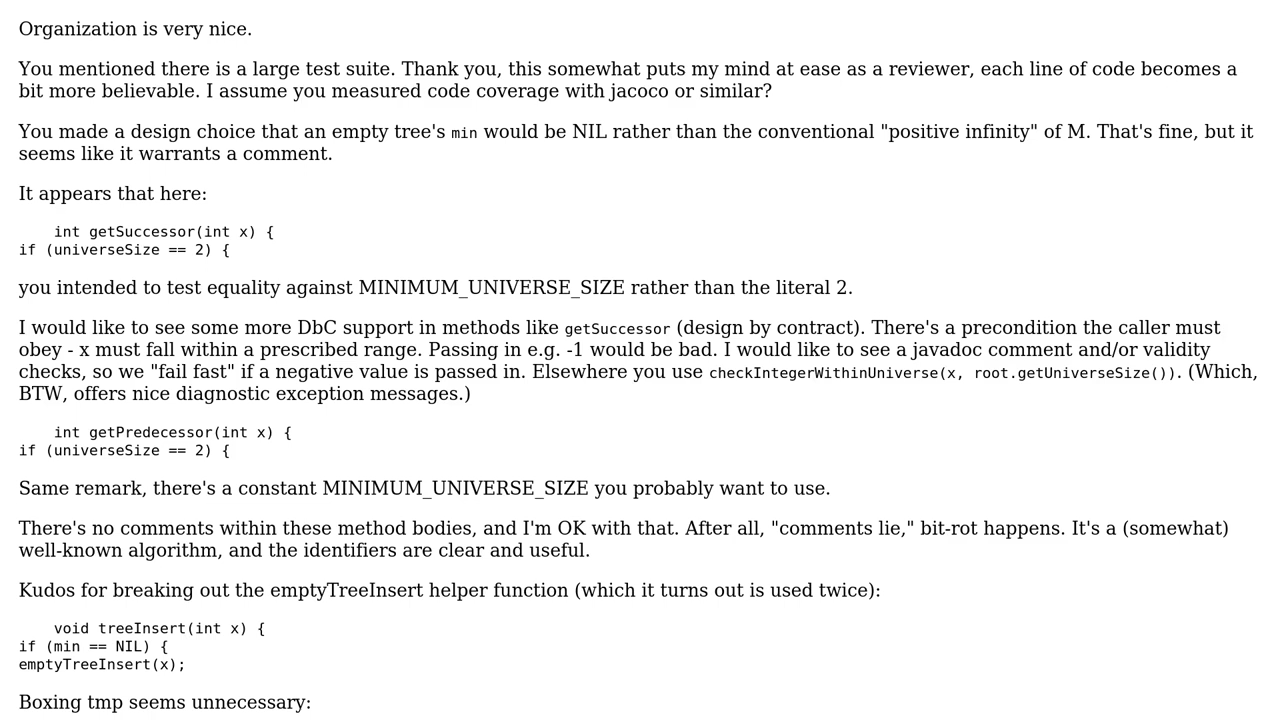 Organization is very nice.
You mentioned there is a large test suite. Thank you, this somewhat puts my mind at ease as a reviewer, each line of code becomes a
bit more believable. I assume you measured code coverage with jacoco or similar?
You made a design choice that an empty tree's min would be NIL rather than the conventional "positive infinity" of M. That's fine, but it
seems like it warrants a comment.
It appears that here:
    int getSuccessor(int x) {
if (universeSize == 2) {
you intended to test equality against MINIMUM_UNIVERSE_SIZE rather than the literal 2.
I would like to see some more DbC support in methods like getSuccessor (design by contract). There's a precondition the caller must
obey - x must fall within a prescribed range. Passing in e.g. -1 would be bad. I would like to see a javadoc comment and/or validity
checks, so we "fail fast" if a negative value is passed in. Elsewhere you use checkIntegerWithinUniverse(x, root.getUniverseSize()). (Which,
BTW, offers nice diagnostic exception messages.)
    int getPredecessor(int x) {
if (universeSize == 2) {
Same remark, there's a constant MINIMUM_UNIVERSE_SIZE you probably want to use.
There's no comments within these method bodies, and I'm OK with that. After all, "comments lie," bit-rot happens. It's a (somewhat)
well-known algorithm, and the identifiers are clear and useful.
Kudos for breaking out the emptyTreeInsert helper function (which it turns out is used twice):
    void treeInsert(int x) {
if (min == NIL) {
emptyTreeInsert(x);
Boxing tmp seems unnecessary: